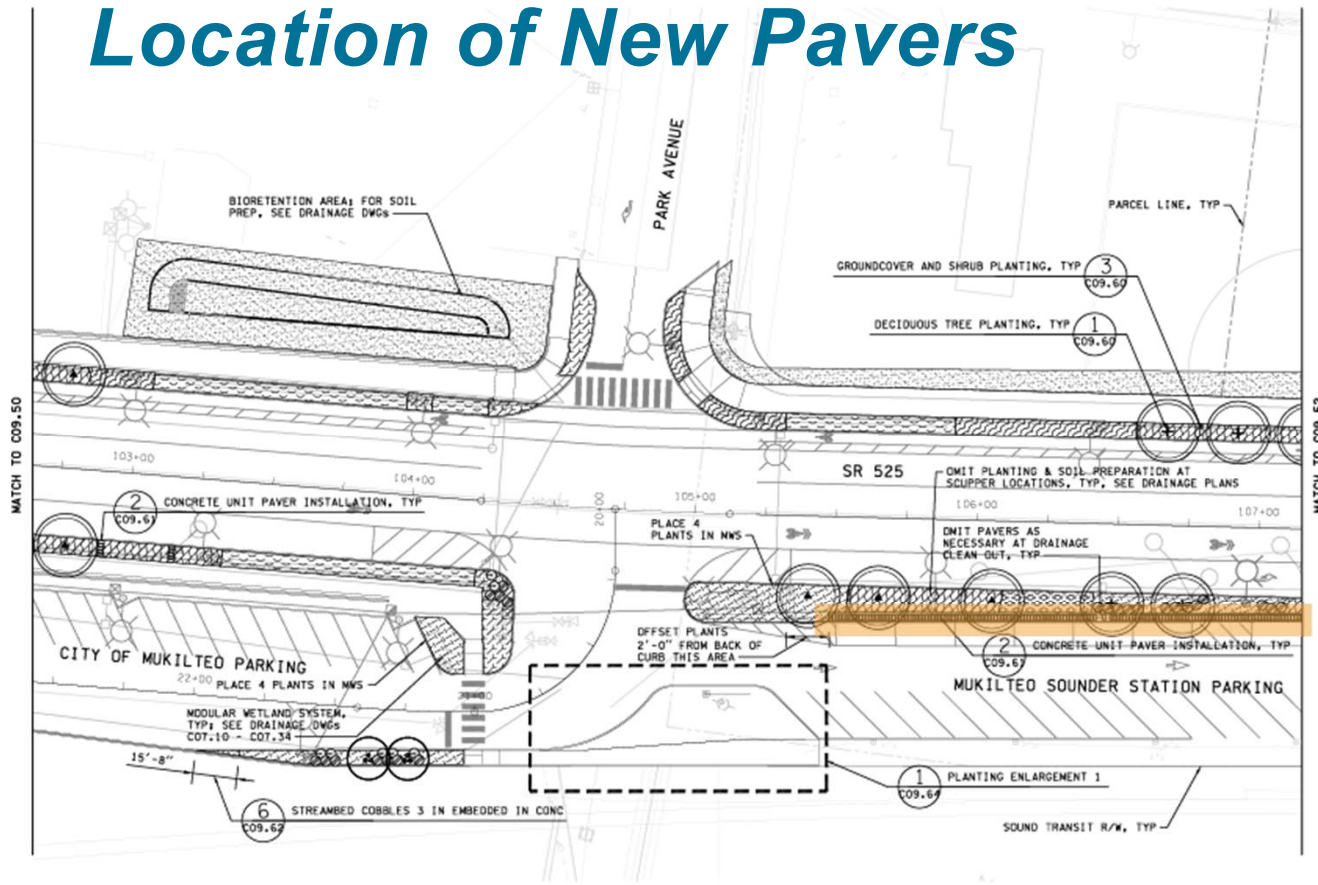 Location of New Pavers
PARK AVENUE
BIORETENTION AREA; FOR SOIL
PREP, SEE DRAINAGE DWGs
PARCEL LINE, TYP
GROUNDCOVER AND SHRUB PLANTING, TYP
3
C09.60
DECIDUOUS TREE PLANTING, TYP
1
C09.60
MATCH TO C09.50
103+00
104+00
105+00
106+00
107+00
20+00
SR 525
OMIT PLANTING & SOIL PREPARATION AT
SCUPPER LOCATIONS, TYP, SEE DRAINAGE PLANS
2
C09.61
CONCRETE UNIT PAVER INSTALLATION, TYP
PLACE 4
PLANTS IN MWS
OMIT PAVERS AS
NECESSARY AT DRAINAGE
CLEAN OUT, TYP
OFFSET PLANTS
2'-0" FROM BACK OF
CURB THIS AREA
2
C09.61
CONCRETE UNIT PAVER INSTALLATION, TYP
CITY OF MUKILTEO PARKING
22+00
PLACE 4 PLANTS IN MWS
MUKILTEO SOUNDER STATION PARKING
MODULAR WETLAND SYSTEM,
TYP; SEE DRAINAGE DWGs
C07.10 - C07.34
15'-8"
1
C09.64
PLANTING ENLARGEMENT 1
6
C09.62
STREAMBED COBBLES 3 IN EMBEDDED IN CONC
SOUND TRANSIT R/W, TYP